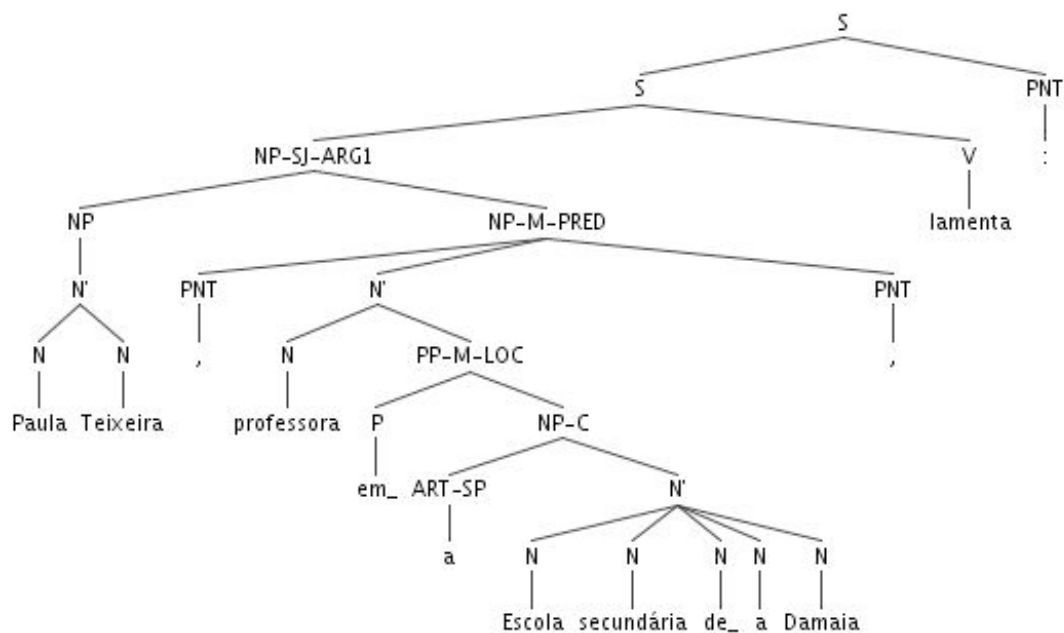 S
S PNT
NP-SJ-ARG1 V :
NP NP-M-PRED lamenta
N' PNT N' PNT
N N , N PP-M-LOC ,
Paula Teixeira professora P NP-C
em_ ART-SP N'
a N N N N N
Escola secundária de_ a Damaia